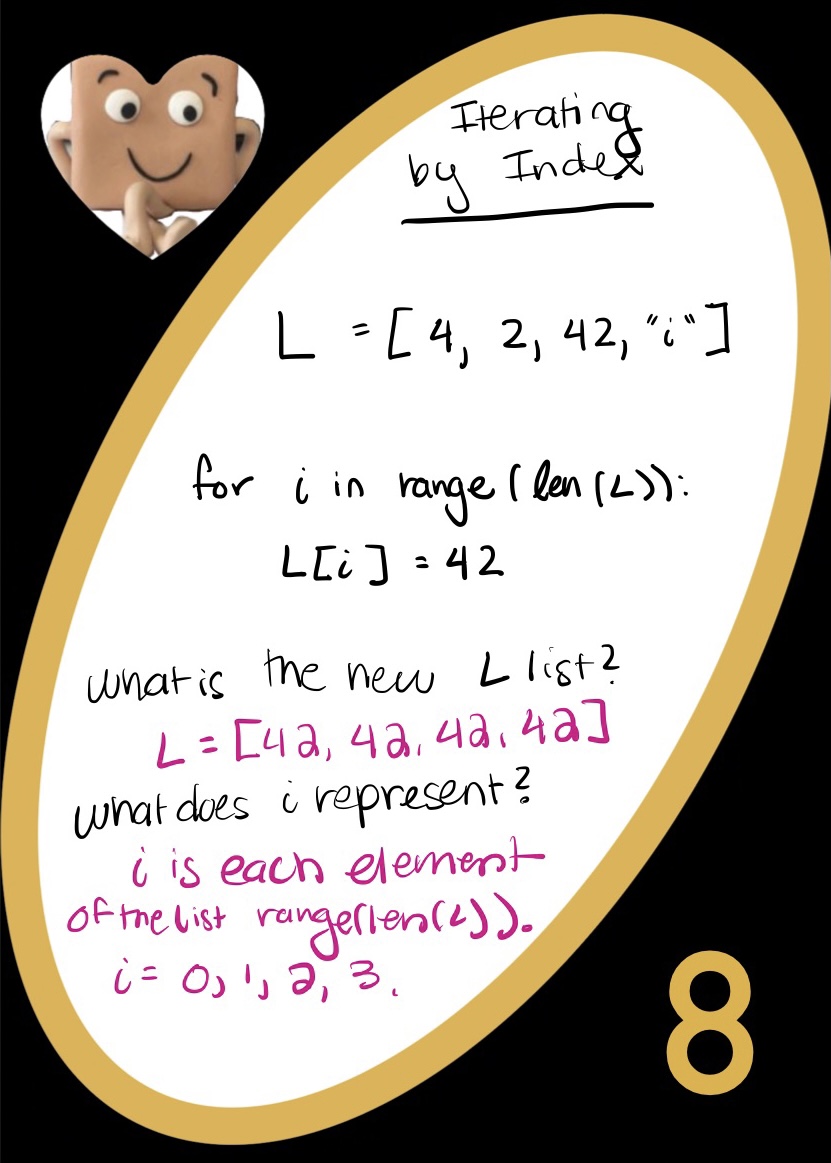 Iterating
by Index
L = [4, 2, 42, "i"]
for i in range(len(L)):
L[i] = 42
What is the new L list?
L = [42, 42, 42, 42]
What does i represent?
i is each element
of the list range(len(L)).
i = 0, 1, 2, 3.
8